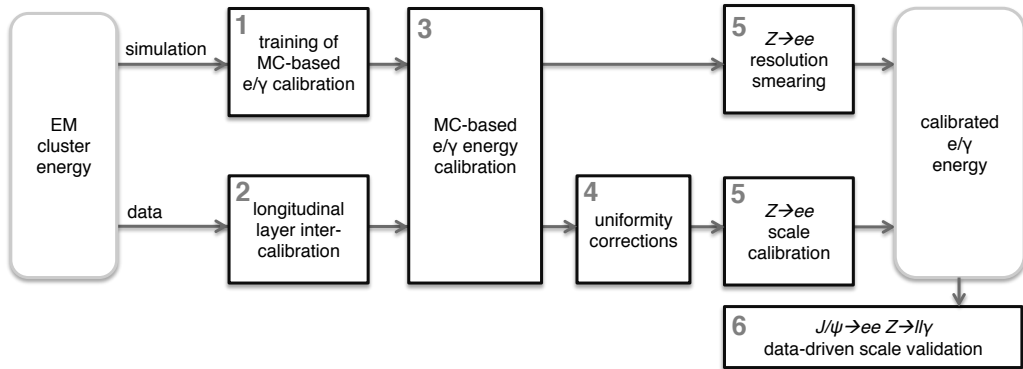 EM
cluster
energy
simulation
data
1
training of
MC-based
e/γ calibration
2
longitudinal
layer inter-
calibration
3
MC-based
e/γ energy
calibration
4
uniformity
corrections
5
Z→ee
resolution
smearing
5
Z→ee
scale
calibration
calibrated
e/γ
energy
6
J/ψ→ee Z→llγ
data-driven scale validation